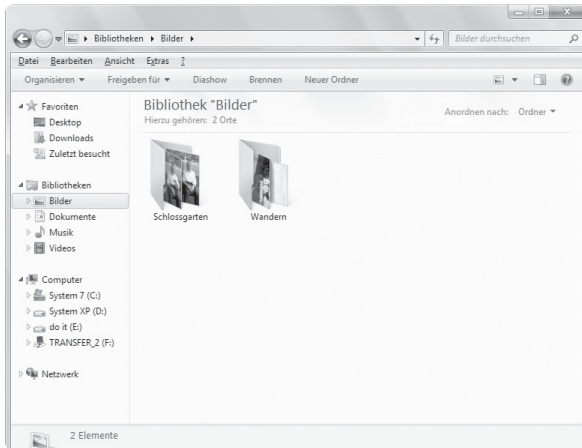 Bibliotheken Bilder
Bilder durchsuchen
Datei Bearbeiten Ansicht Extras ?
Organisieren Freigeben für Diashow Brennen Neuer Ordner
Favoriten
Desktop
Downloads
Zuletzt besucht
Bibliotheken
Bilder
Dokumente
Musik
Videos
Computer
System 7 (C:)
System XP (D:)
do it (E:)
TRANSFER_2 (F:)
Netzwerk
Bibliothek "Bilder"
Hierzu gehören: 2 Orte
Anordnen nach: Ordner
Schlossgarten Wandern
2 Elemente